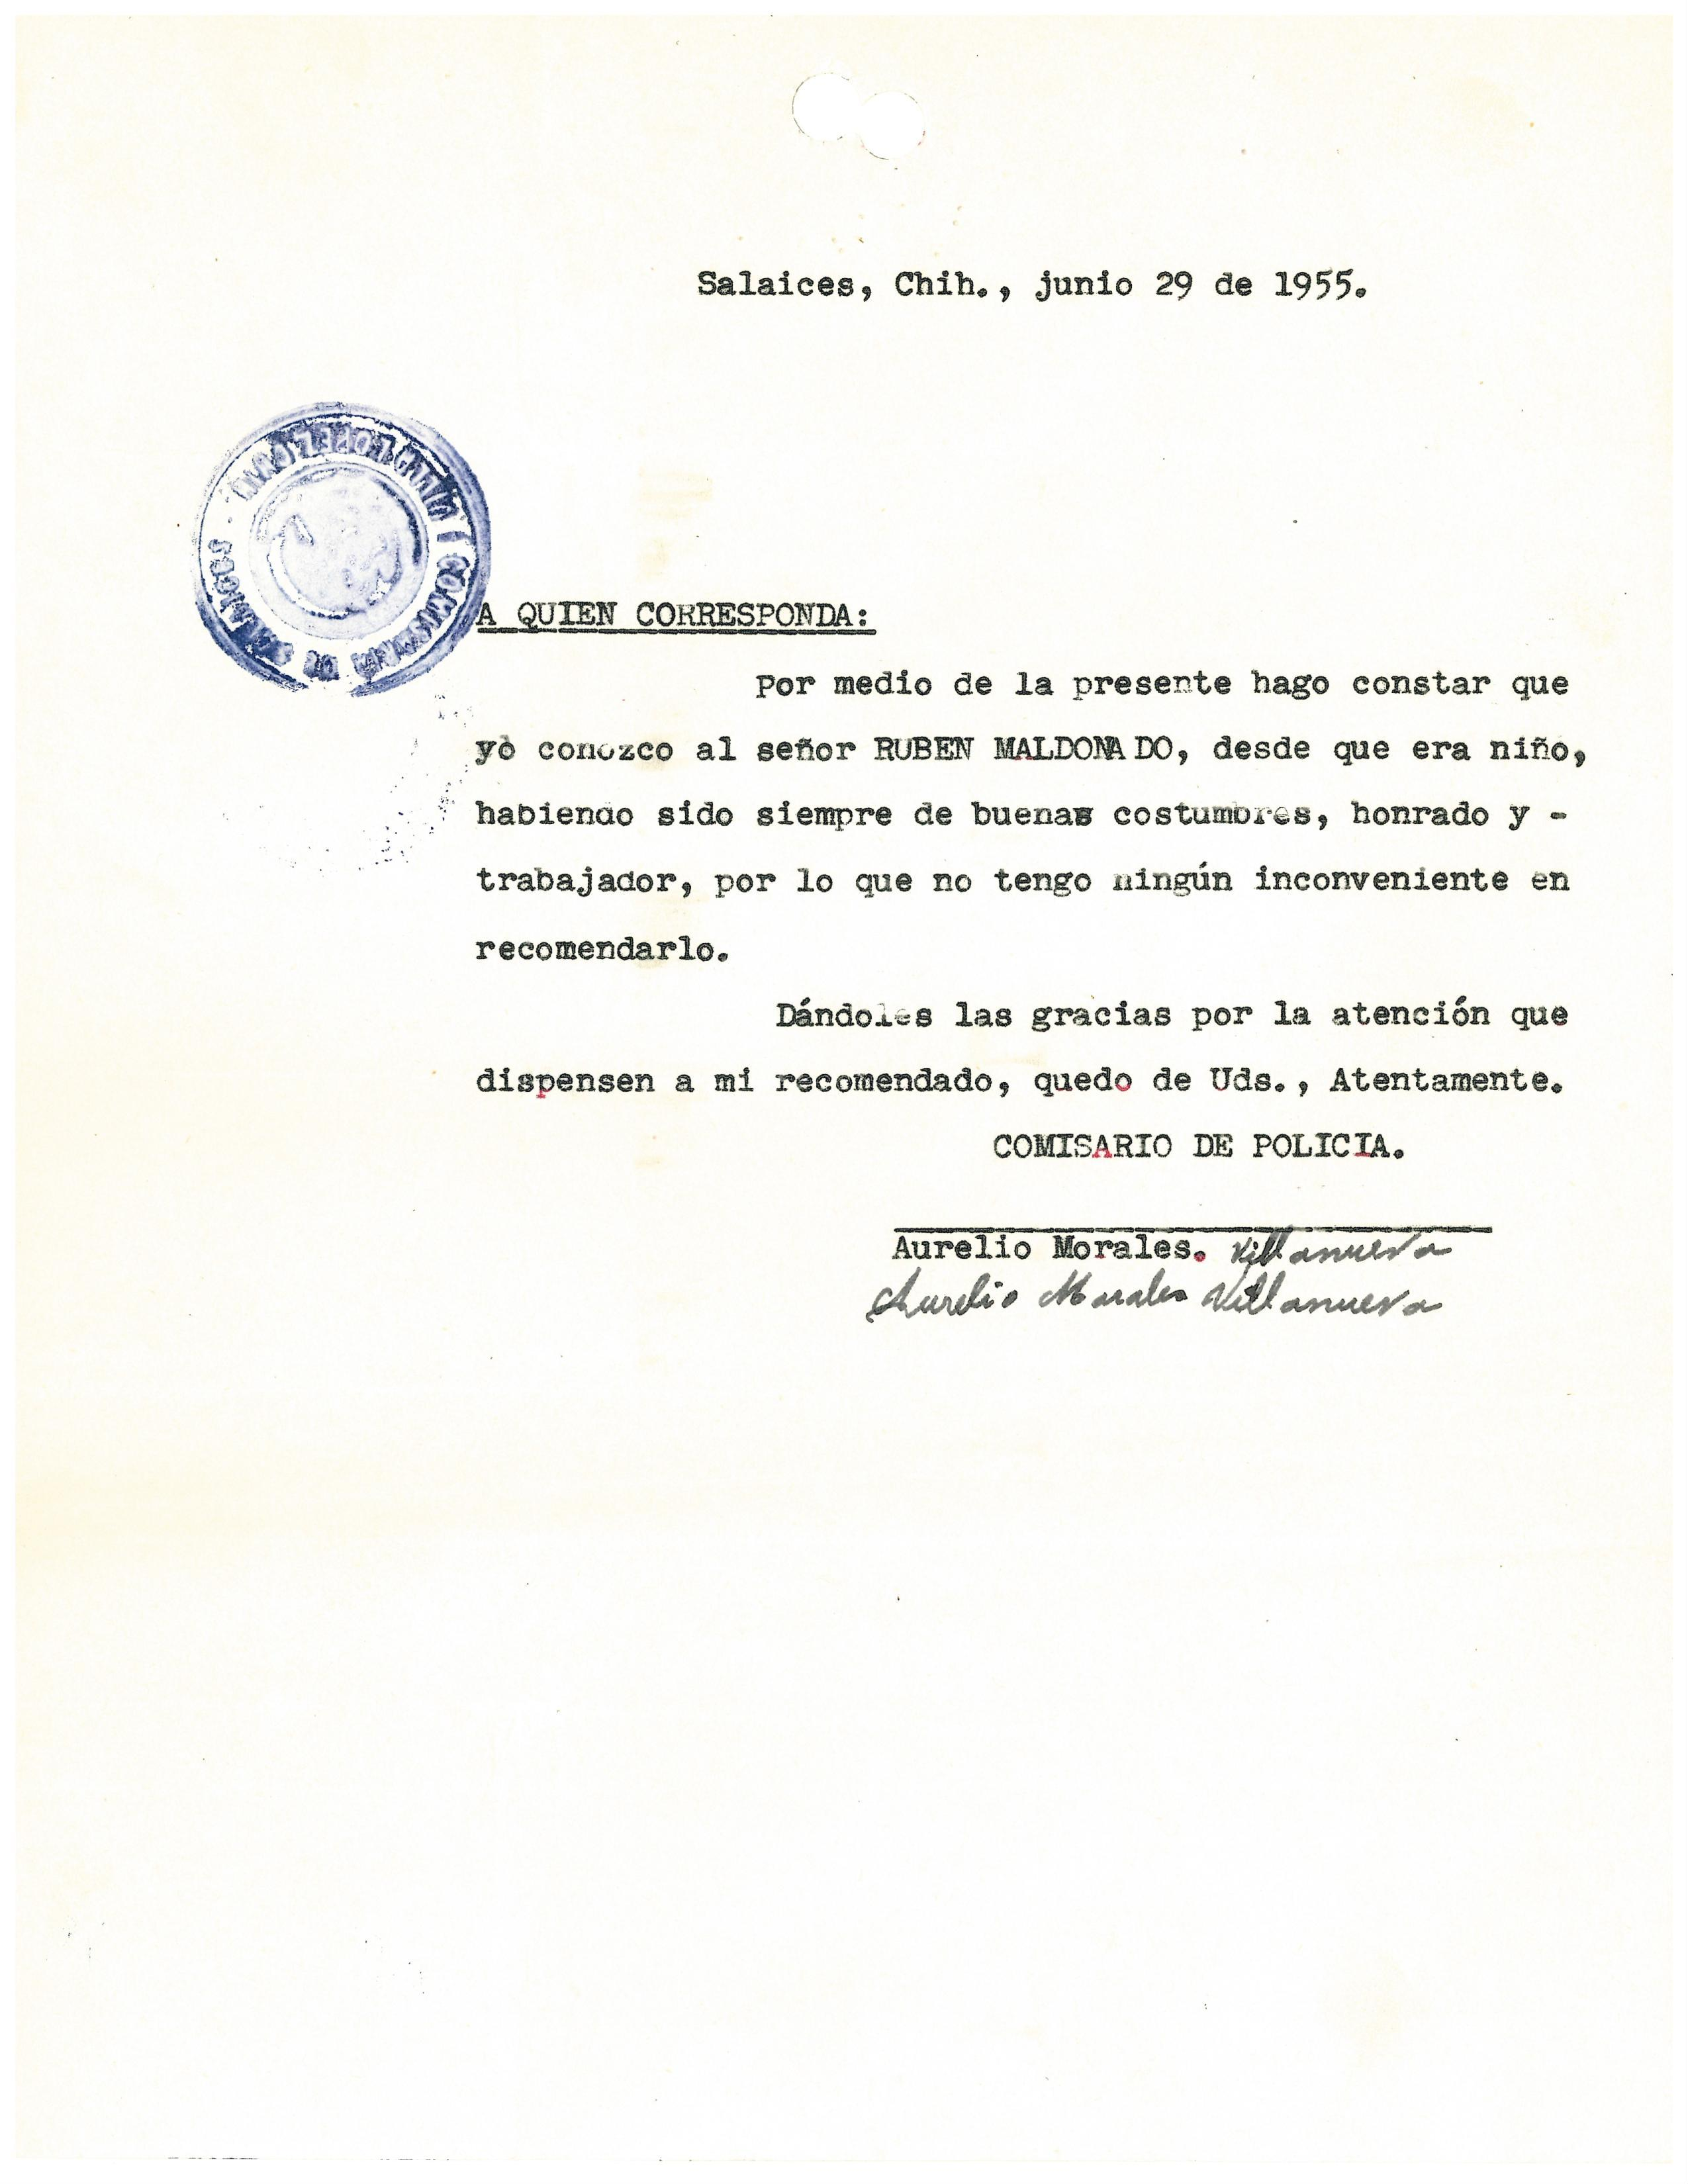 Salaices, Chih., junio 29 de 1955.
A QUIEN CORRESPONDA:
Por medio de la presente hago constar que
yò conozco al señor RUBEN MALDONADO, desde que era niño,
habiendo sido siempre de buenas costumbres, honrado y -
trabajador, por lo que no tengo ningún inconveniente en
recomendarlo.
Dándoles las gracias por la atención que
dispensen a mi recomendado, quedo de Uds., Atentamente.
COMISARIO DE POLICIA.
Aurelio Morales. Villanueva
Aurelio Morales Villanueva